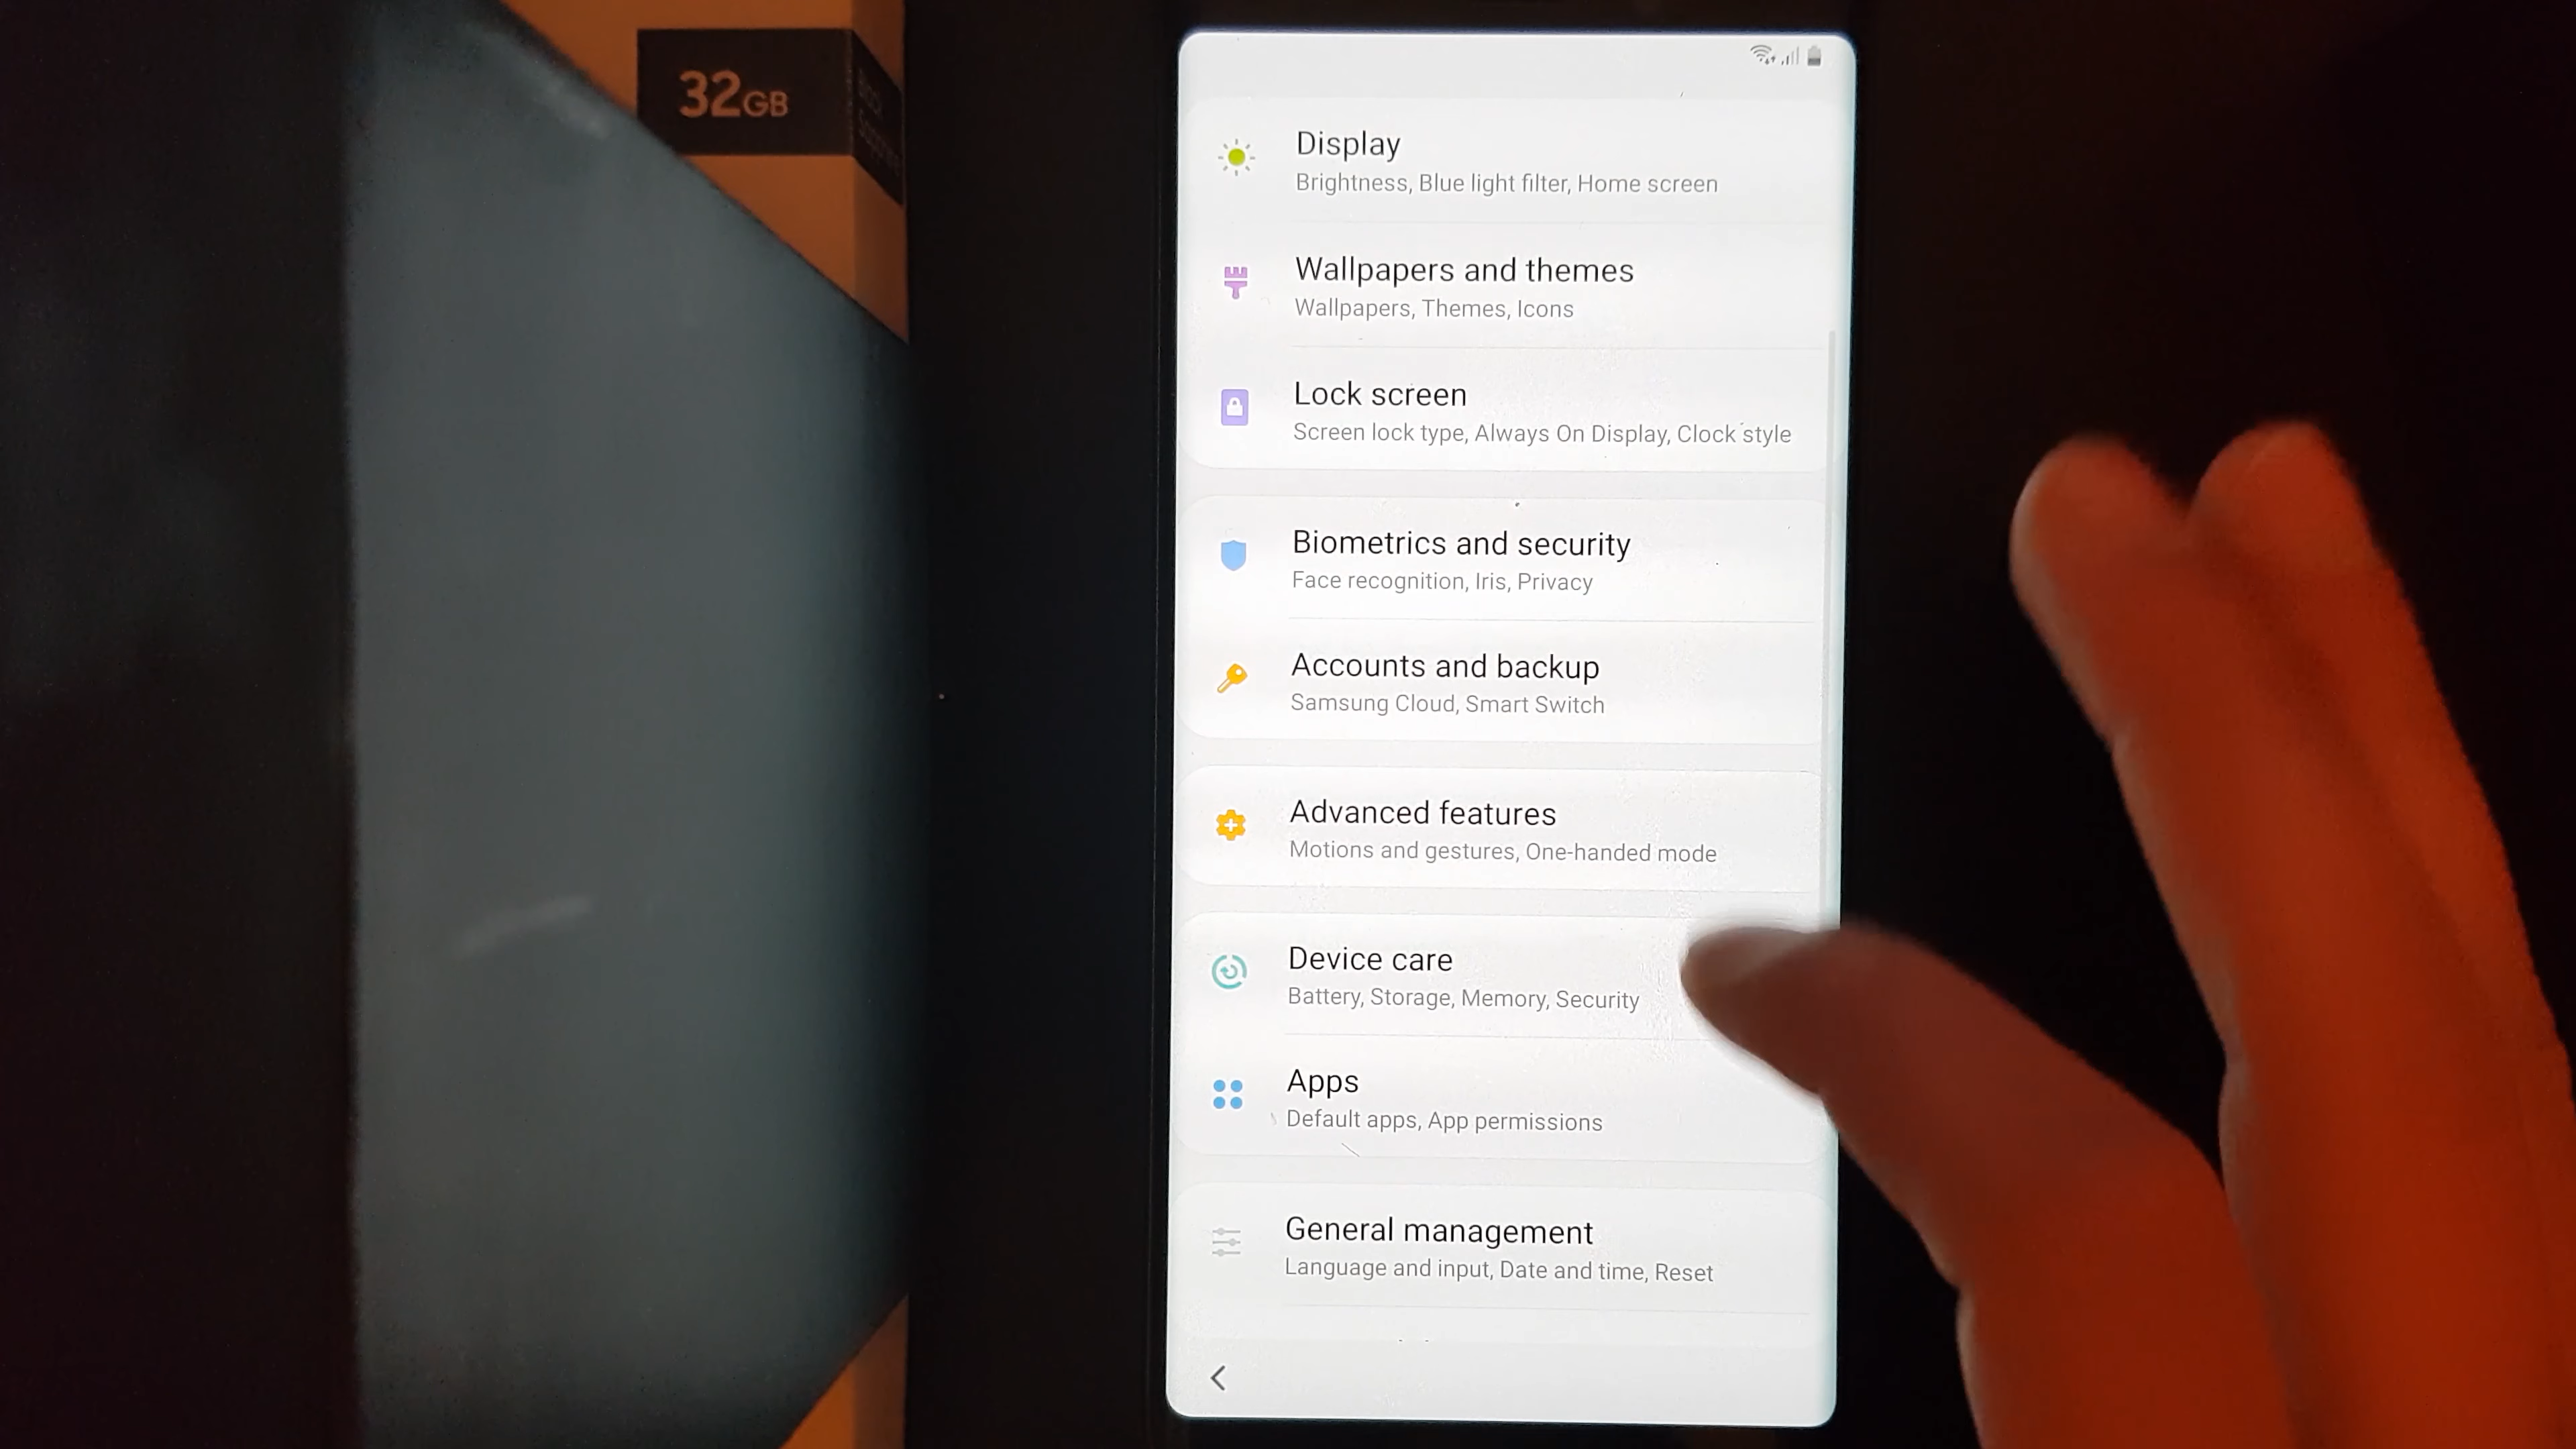 32GB
Display
Brightness, Blue light filter, Home screen
Wallpapers and themes
Wallpapers, Themes, Icons
Lock screen
Screen lock type, Always On Display, Clock style
Biometrics and security
Face recognition, Iris, Privacy
Accounts and backup
Samsung Cloud, Smart Switch
Advanced features
Motions and gestures, One-handed mode
Device care
Battery, Storage, Memory, Security
Apps
Default apps, App permissions
General management
Language and input, Date and time, Reset